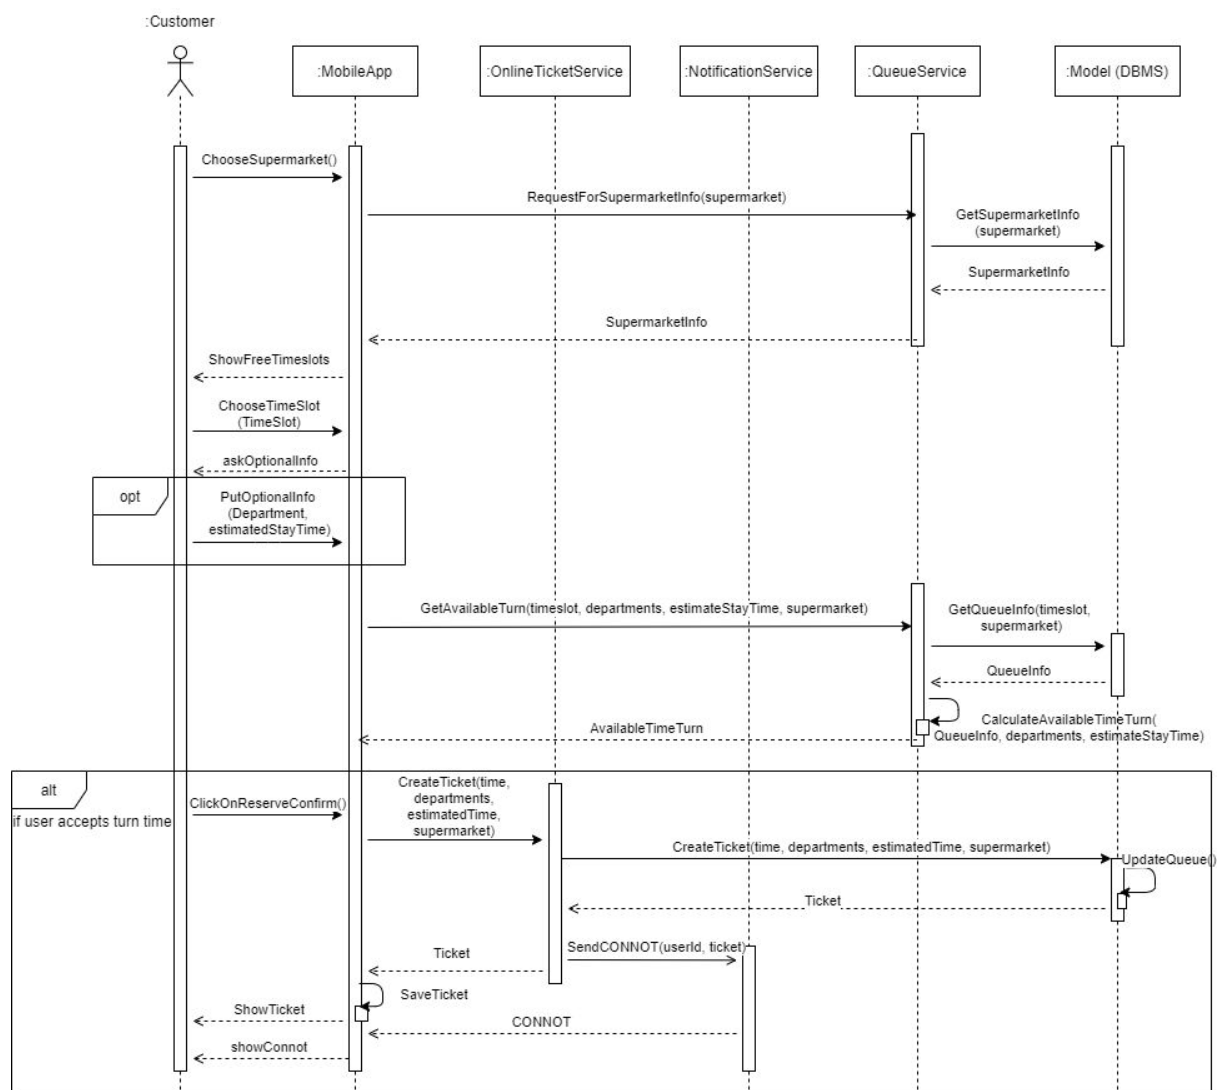 :Customer
:MobileApp
:OnlineTicketService
:NotificationService
:QueueService
:Model (DBMS)
ChooseSupermarket()
RequestForSupermarketInfo(supermarket)
GetSupermarketInfo
(supermarket)
SupermarketInfo
SupermarketInfo
ShowFreeTimeslots
ChooseTimeSlot
(TimeSlot)
askOptionalInfo
opt
PutOptionalInfo
(Department,
estimatedStayTime)
GetAvailableTurn(timeslot, departments, estimateStayTime, supermarket)
GetQueueInfo(timeslot,
supermarket)
QueueInfo
CalculateAvailableTimeTurn(
QueueInfo, departments, estimateStayTime)
AvailableTimeTurn
alt
if user accepts turn time
ClickOnReserveConfirm()
CreateTicket(time,
departments,
estimatedTime,
supermarket)
CreateTicket(time, departments, estimatedTime, supermarket)
UpdateQueue()
Ticket
SendCONNOT(userId, ticket)
Ticket
SaveTicket
ShowTicket
CONNOT
showConnot